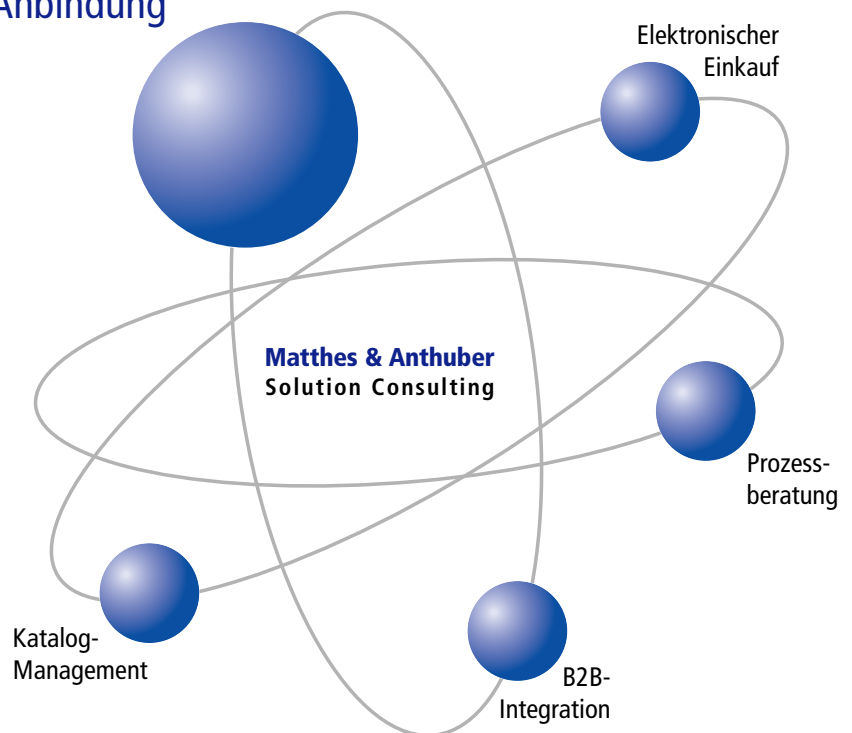 Anbindung
Elektronischer
Einkauf
Matthes & Anthuber
Solution Consulting
Prozess-
beratung
Katalog-
Management
B2B-
Integration